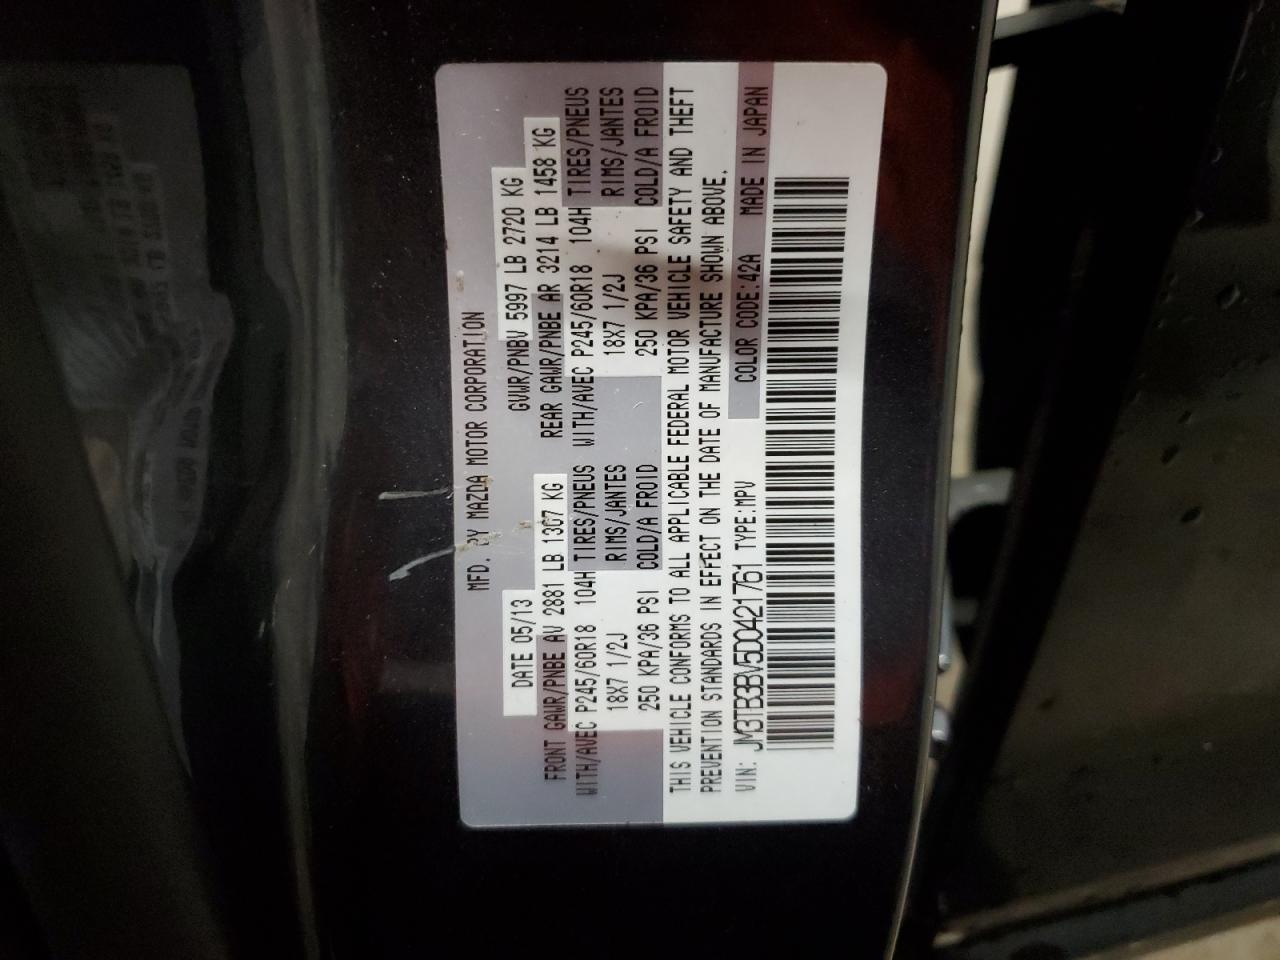 MFD. BY MAZDA MOTOR CORPORATION
DATE 05/13 GVWR/PNBV 5997 LB 2720 KG
FRONT GAWR/PNBE AV 2881 LB 1307 KG REAR GAWR/PNBE AR 3214 LB 1458 KG
WITH/AVEC P245/60R18 104H TIRES/PNEUS WITH/AVEC P245/60R18 104H TIRES/PNEUS
18X7 1/2J RIMS/JANTES 18X7 1/2J RIMS/JANTES
250 KPA/36 PSI COLD/A FROID 250 KPA/36 PSI COLD/A FROID
THIS VEHICLE CONFORMS TO ALL APPLICABLE FEDERAL MOTOR VEHICLE SAFETY AND THEFT
PREVENTION STANDARDS IN EFFECT ON THE DATE OF MANUFACTURE SHOWN ABOVE.
VIN: JM3TB3BV5D0421761 TYPE:MPV COLOR CODE:42A MADE IN JAPAN